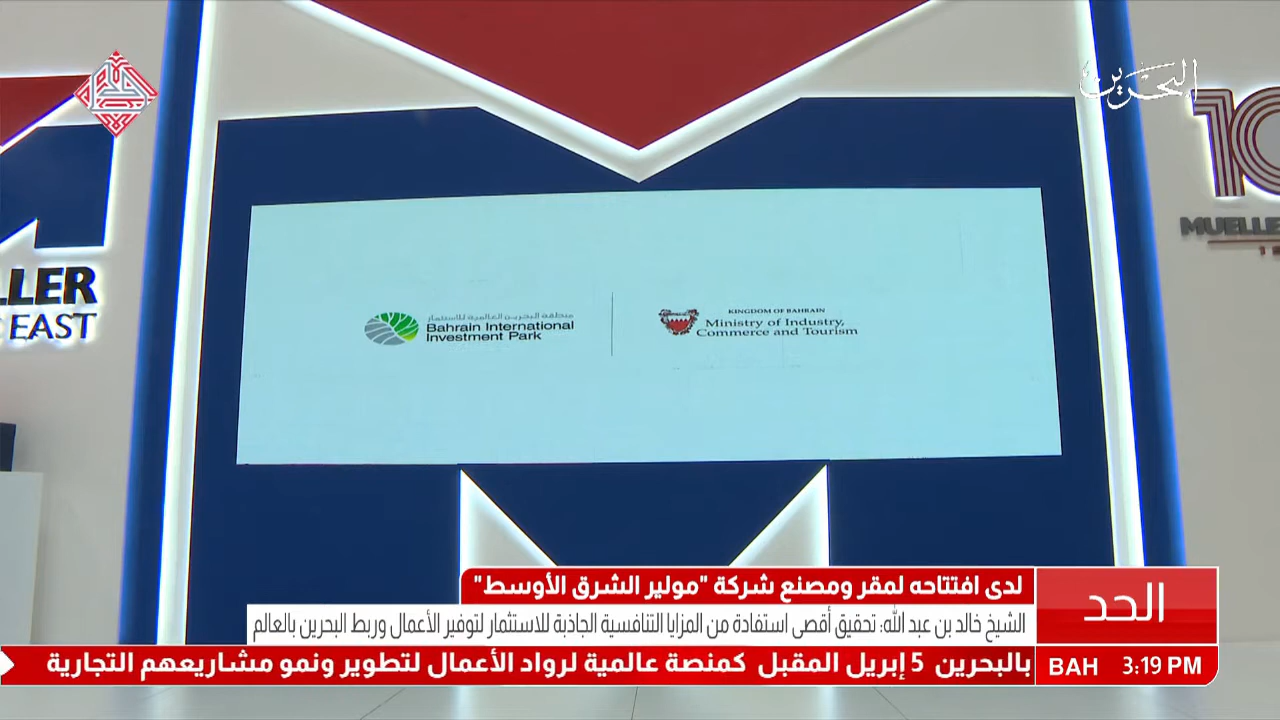 البحرين
10
MUELLE
LLER
EAST
منطقة البحرين العالمية للاستثمار
Bahrain International
Investment Park
KINGDOM OF BAHRAIN
Ministry of Industry,
Commerce and Tourism
لدى افتتاحه لمقر ومصنع شركة "مولير الشرق الأوسط"
الحد
الشيخ خالد بن عبد الله: تحقيق أقصى استفادة من المزايا التنافسية الجاذبة للاستثمار لتوفير الأعمال وربط البحرين بالعالم
بالبحرين 5 إبريل المقبل كمنصة عالمية لرواد الأعمال لتطوير ونمو مشاريعهم التجارية
BAH 3:19 PM